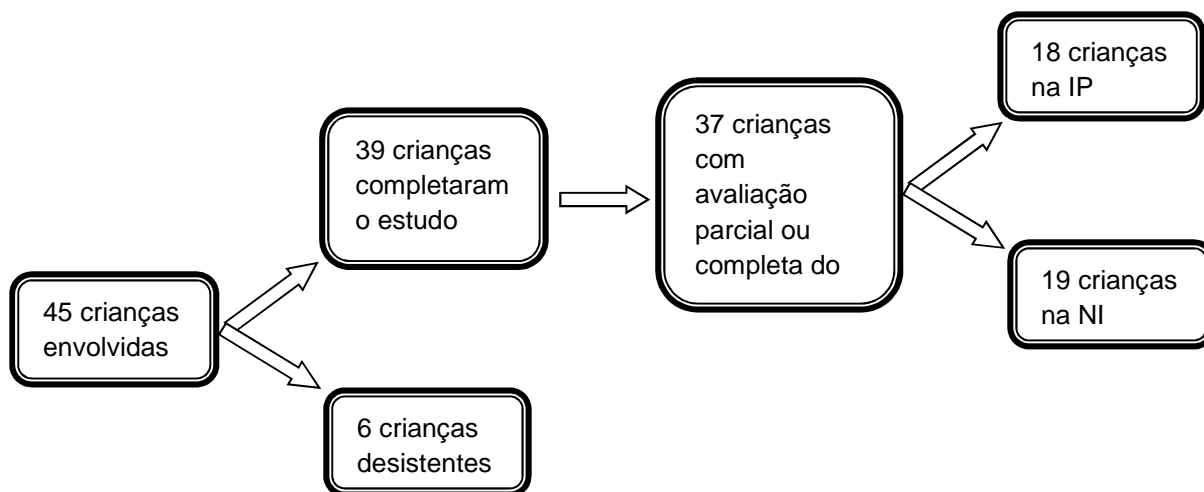 45 crianças
envolvidas
39 crianças
completaram
o estudo
6 crianças
desistentes
37 crianças
com
avaliação
parcial ou
completa do
18 crianças
na IP
19 crianças
na NI